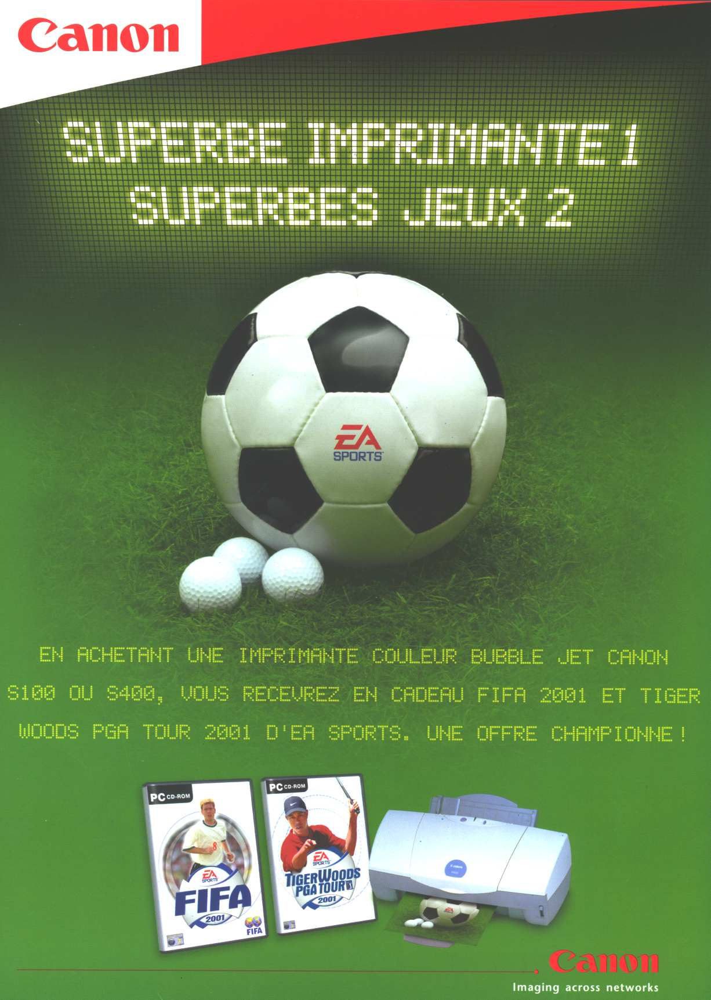 Canon
SUPERBE IMPRIMANTE 1
SUPERBES JEUX 2
EA
SPORTS™
EN ACHETANT UNE IMPRIMANTE COULEUR BUBBLE JET CANON
S100 OU S400, VOUS RECEVREZ EN CADEAU FIFA 2001 ET TIGER
WOODS PGA TOUR 2001 D'EA SPORTS. UNE OFFRE CHAMPIONNE !
PC CD-ROM
8
EA
SPORTS
FIFA
2001
FIFA
PC CD-ROM
EA
SPORTS
TIGER WOODS
PGA TOUR
2001
Canon
Imaging across networks